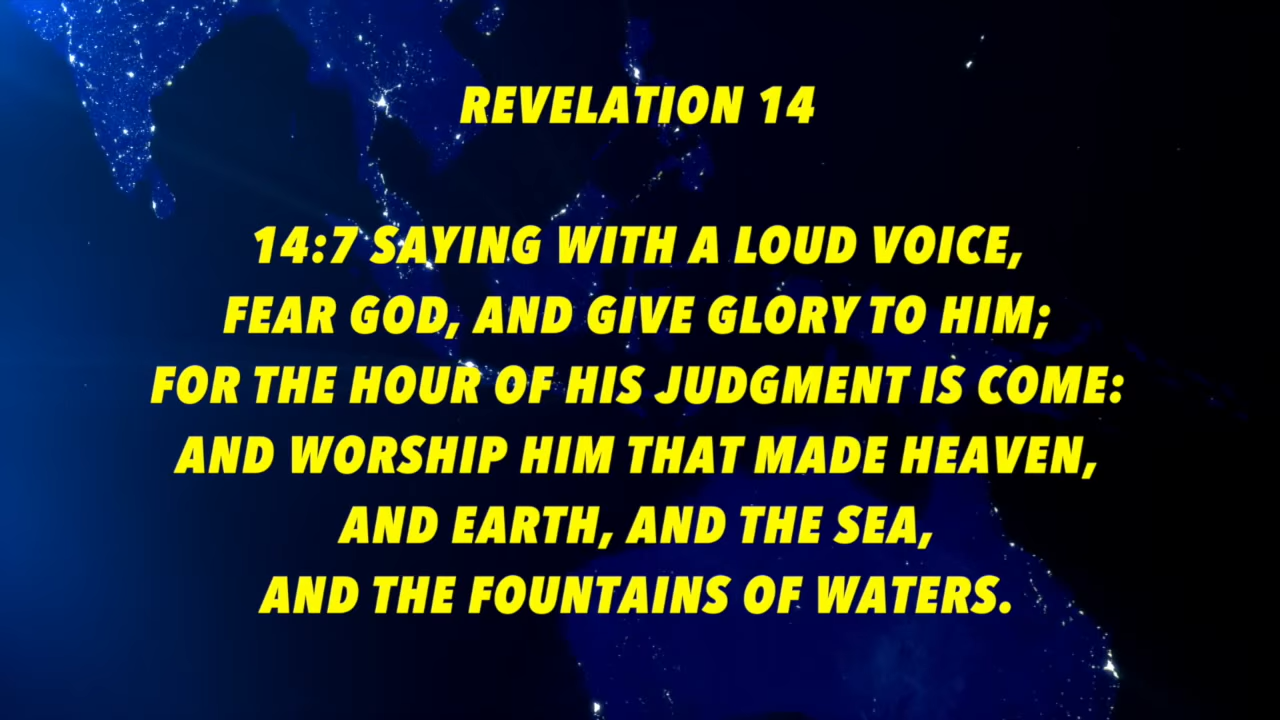 REVELATION 14
14:7 SAYING WITH A LOUD VOICE,
FEAR GOD, AND GIVE GLORY TO HIM;
FOR THE HOUR OF HIS JUDGMENT IS COME:
AND WORSHIP HIM THAT MADE HEAVEN,
AND EARTH, AND THE SEA,
AND THE FOUNTAINS OF WATERS.